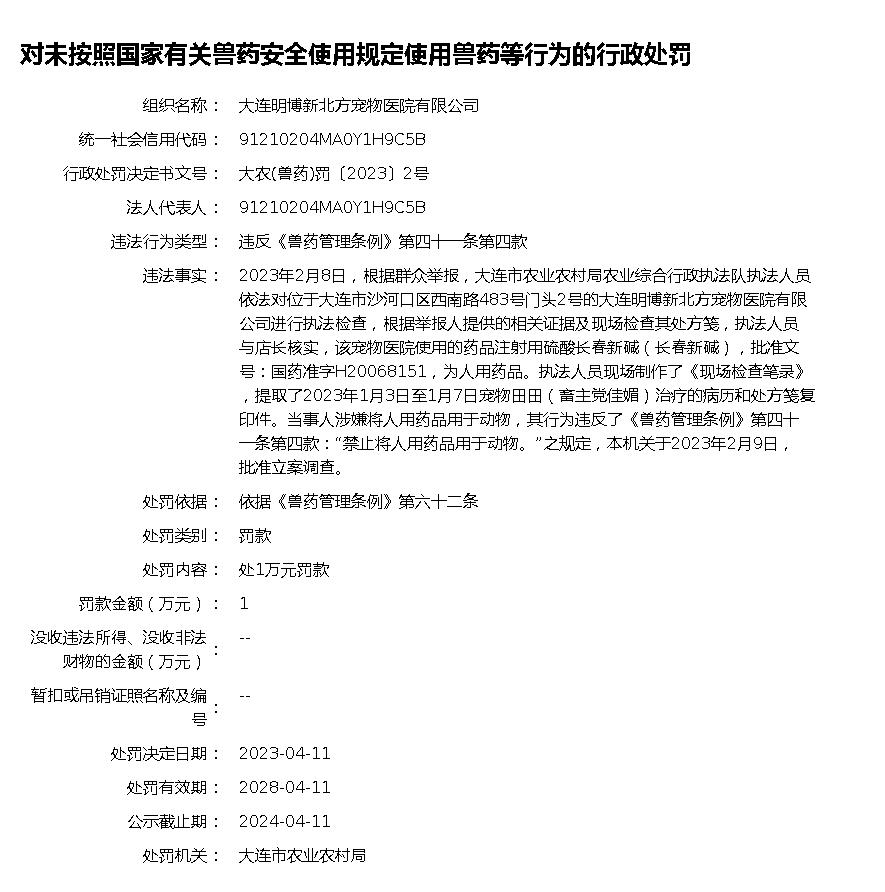 对未按照国家有关兽药安全使用规定使用兽药等行为的行政处罚
组织名称： 大连明博新北方宠物医院有限公司
统一社会信用代码： 91210204MA0Y1H9C5B
行政处罚决定书文号： 大农(兽药)罚〔2023〕2号
法人代表人： 91210204MA0Y1H9C5B
违法行为类型： 违反《兽药管理条例》第四十一条第四款
违法事实： 2023年2月8日，根据群众举报，大连市农业农村局农业综合行政执法队执法人员
依法对位于大连市沙河口区西南路483号门头2号的大连明博新北方宠物医院有限
公司进行执法检查，根据举报人提供的相关证据及现场检查其处方笺，执法人员
与店长核实，该宠物医院使用的药品注射用硫酸长春新碱（长春新碱），批准文
号：国药准字H20068151，为人用药品。执法人员现场制作了《现场检查笔录》
，提取了2023年1月3日至1月7日宠物田田（畜主党佳媚）治疗的病历和处方笺复
印件。当事人涉嫌将人用药品用于动物，其行为违反了《兽药管理条例》第四十
一条第四款：“禁止将人用药品用于动物。”之规定，本机关于2023年2月9日，
批准立案调查。
处罚依据： 依据《兽药管理条例》第六十二条
处罚类别： 罚款
处罚内容： 处1万元罚款
罚款金额（万元）： 1
没收违法所得、没收非法
财物的金额（万元）： --
暂扣或吊销证照名称及编
号： --
处罚决定日期： 2023-04-11
处罚有效期： 2028-04-11
公示截止期： 2024-04-11
处罚机关： 大连市农业农村局